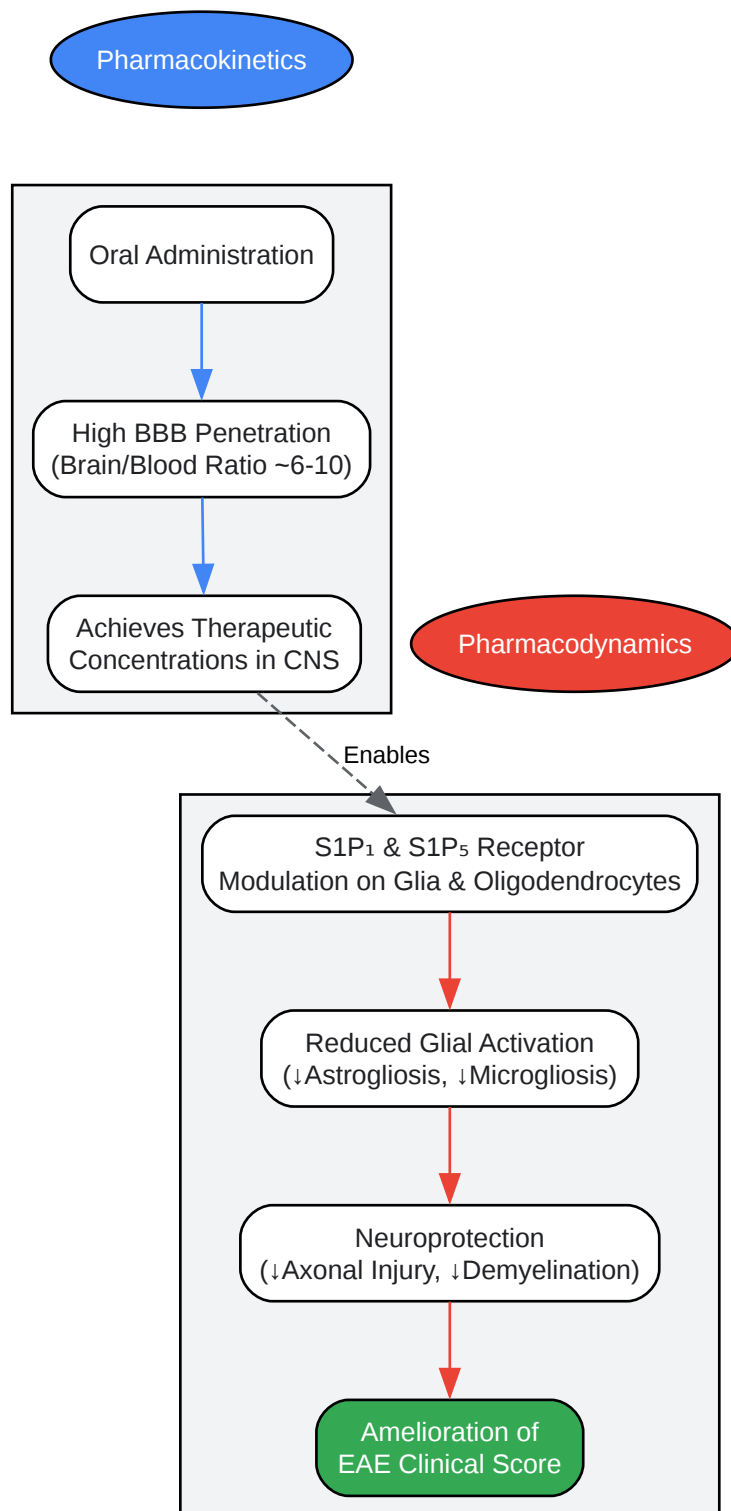 Pharmacokinetics
Oral Administration
High BBB Penetration
(Brain/Blood Ratio ~6-10)
Achieves Therapeutic
Concentrations in CNS
Pharmacodynamics
Enables
S1P₁ & S1P₅ Receptor
Modulation on Glia & Oligodendrocytes
Reduced Glial Activation
(↓Astrogliosis, ↓Microgliosis)
Neuroprotection
(↓Axonal Injury, ↓Demyelination)
Amelioration of
EAE Clinical Score